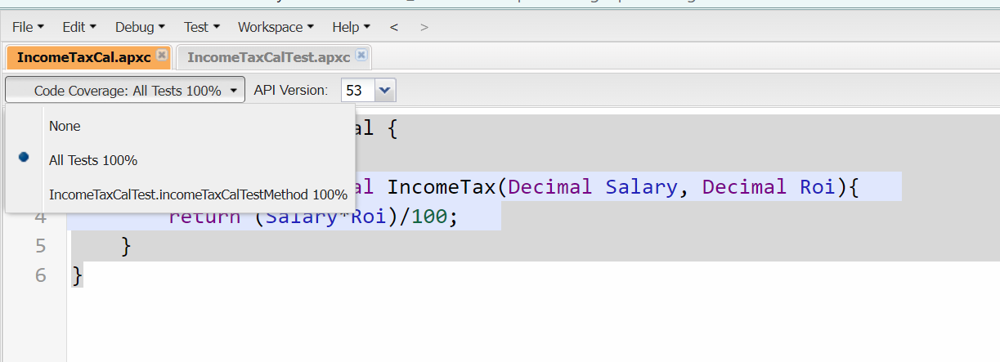 File Edit Debug Test Workspace Help < >
IncomeTaxCal.apxc IncomeTaxCalTest.apxc
Code Coverage: All Tests 100% API Version: 53
None
All Tests 100%
IncomeTaxCalTest.incomeTaxCalTestMethod 100%
al {
al IncomeTax(Decimal Salary, Decimal Roi){
4 return (Salary*Roi)/100;
5 }
6 }